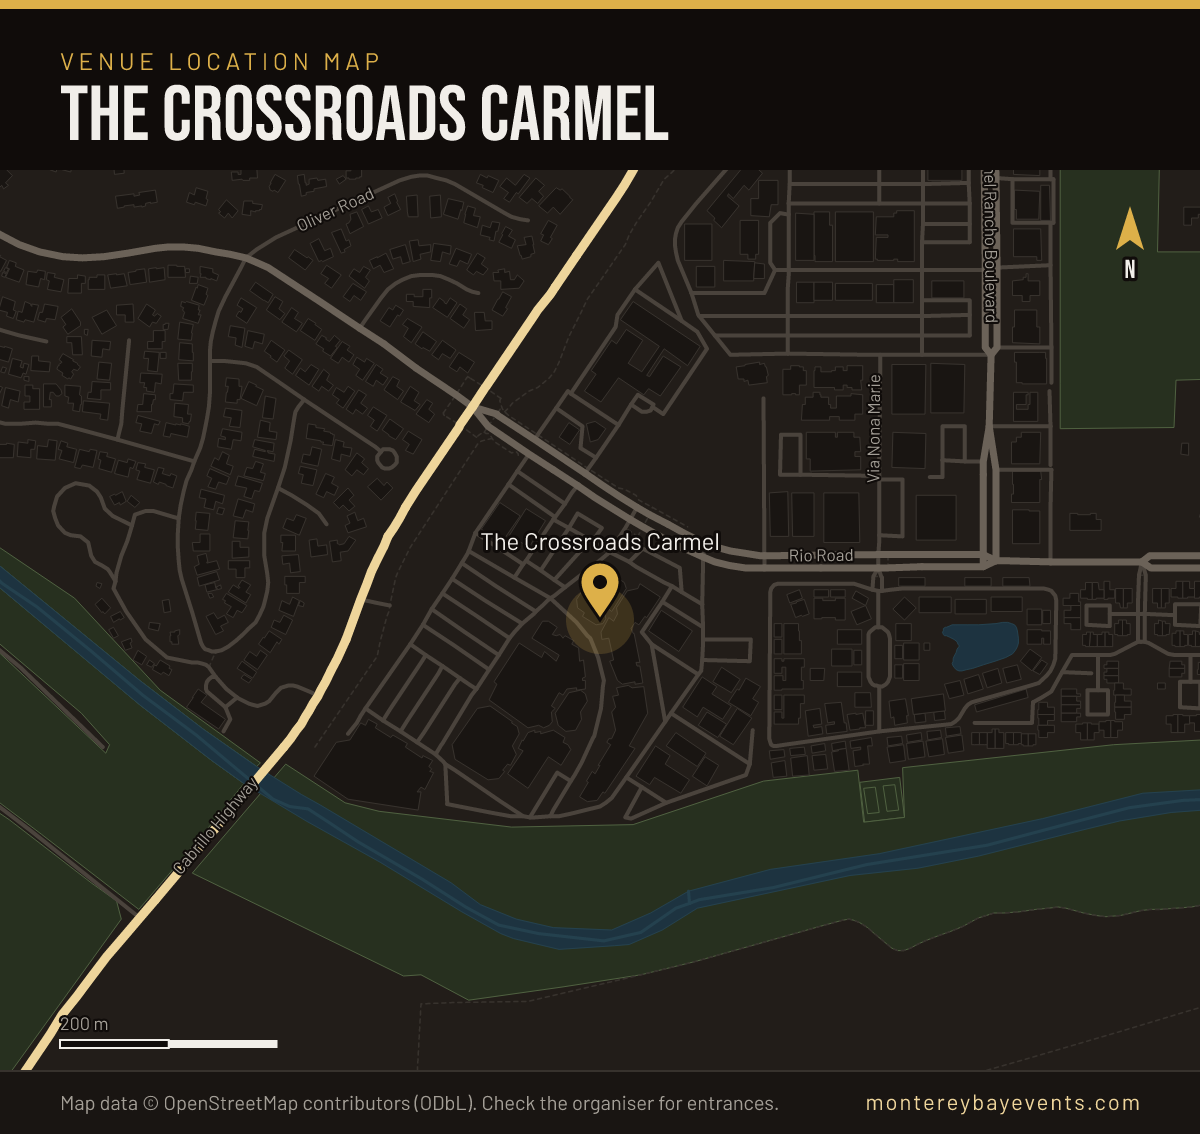 VENUE LOCATION MAP
THE CROSSROADS CARMEL
Oliver Road
Rancho Boulevard
N
Via Nona Marie
The Crossroads Carmel
Rio Road
Cabrillo Highway
200 m
Map data © OpenStreetMap contributors (ODbL). Check the organiser for entrances.
montereybayevents.com